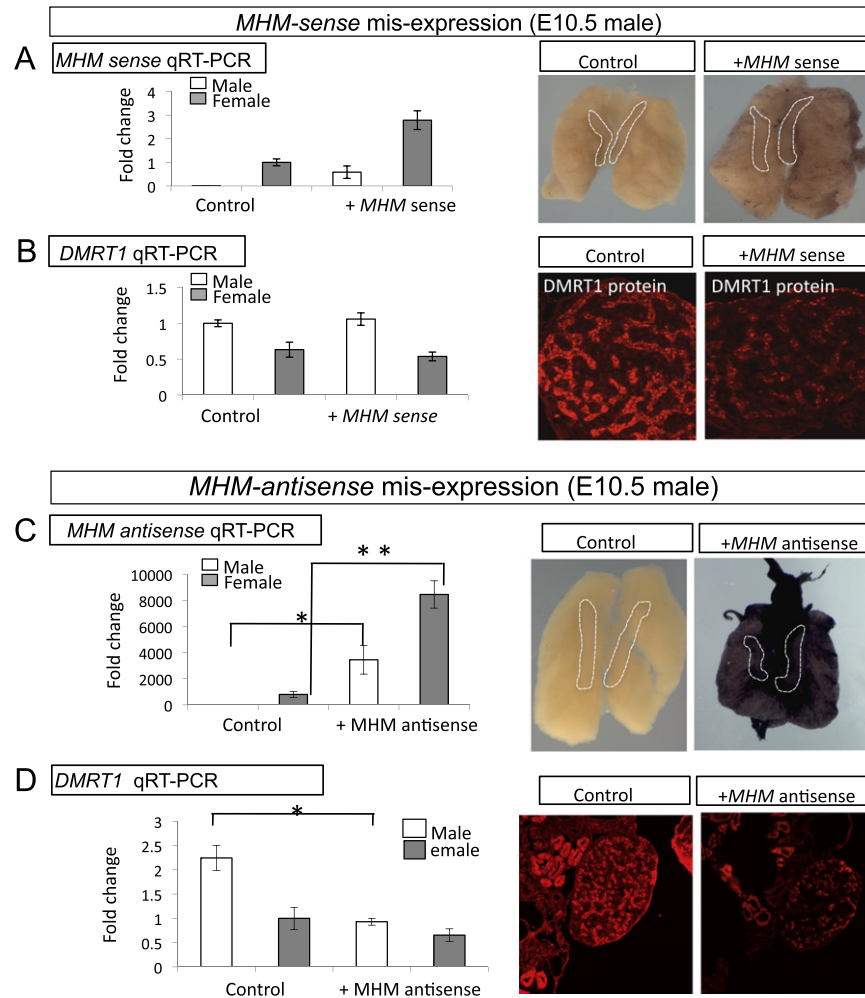 MHM-sense mis-expression (E10.5 male)
A
MHM sense qRT-PCR
Male
Female
Fold change
4
3
2
1
0
Control
+ MHM sense
Control
+MHM sense
B
DMRT1 qRT-PCR
Male
Female
Fold change
1.5
1
0.5
0
Control
+ MHM sense
Control
+MHM sense
DMRT1 protein
DMRT1 protein
MHM-antisense mis-expression (E10.5 male)
C
MHM antisense qRT-PCR
Male
Female
* *
*
Fold change
10000
8000
6000
4000
2000
0
Control
+ MHM antisense
Control
+MHM antisense
D
DMRT1 qRT-PCR
*
Male
emale
Fold change
3
2.5
2
1.5
1
0.5
0
Control
+ MHM antisense
Control
+MHM antisense